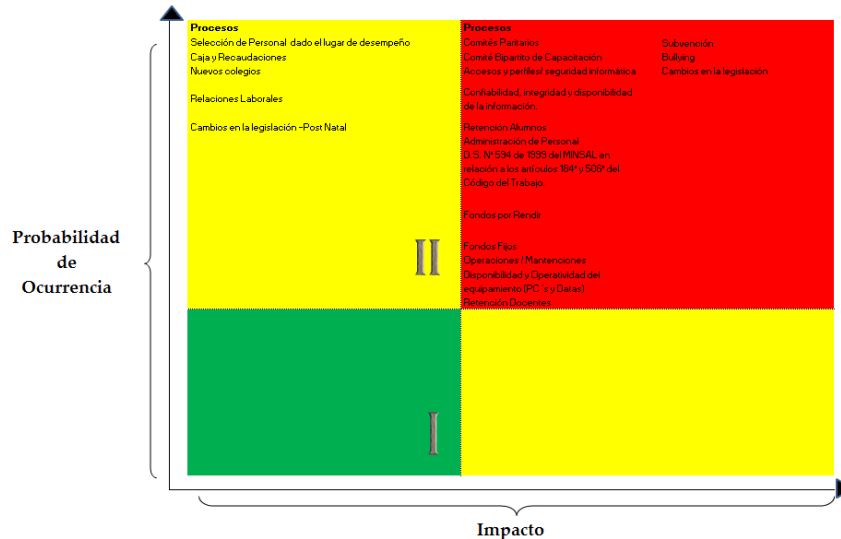 Procesos
Selección de Personal dado el lugar de desempeño
Caja y Recaudaciones
Nuevos colegios
Relaciones Laborales
Cambios en la legislación -Post Natal
II
Procesos
Comités Paritarios
Comité Bipartito de Capacitación
Accesos y perfiles/ seguridad informática
Confiabilidad, integridad y disponibilidad
de la información.
Retención Alumnos
Administración de Personal
D.S. Nº 594 de 1999 del MINSAL en
relación a los artículos 184º y 506º del
Código del Trabajo.
Fondos por Rendir
Fondos Fijos
Operaciones / Mantenciones
Disponibilidad y Operatividad del
equipamiento (PC´s y Datas)
Retención Docentes.
Subvención
Bullying
Cambios en la legislación
Probabilidad
de
Ocurrencia
I
Impacto